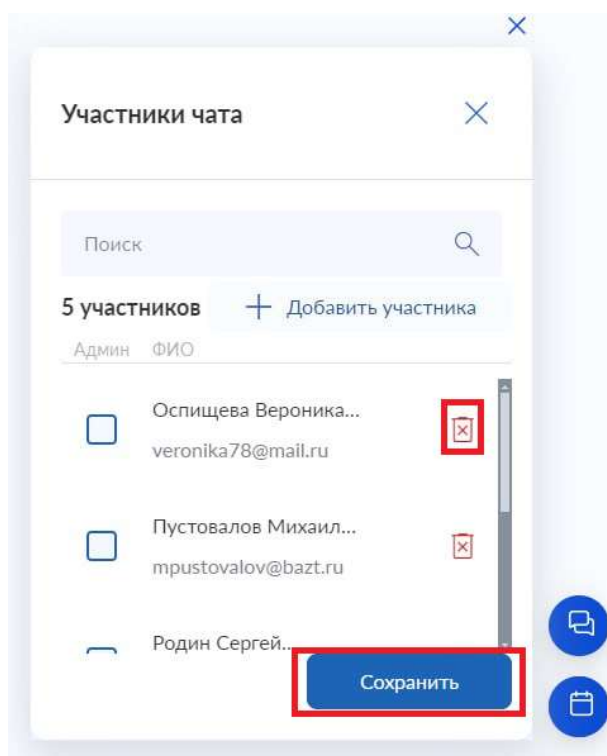 Участники чата
Поиск
5 участников
Добавить участника
Админ ФИО
Оспищева Вероника...
veronika78@mail.ru
Пустовалов Михаил...
mpustovalov@bazt.ru
Родин Сергей...
Сохранить